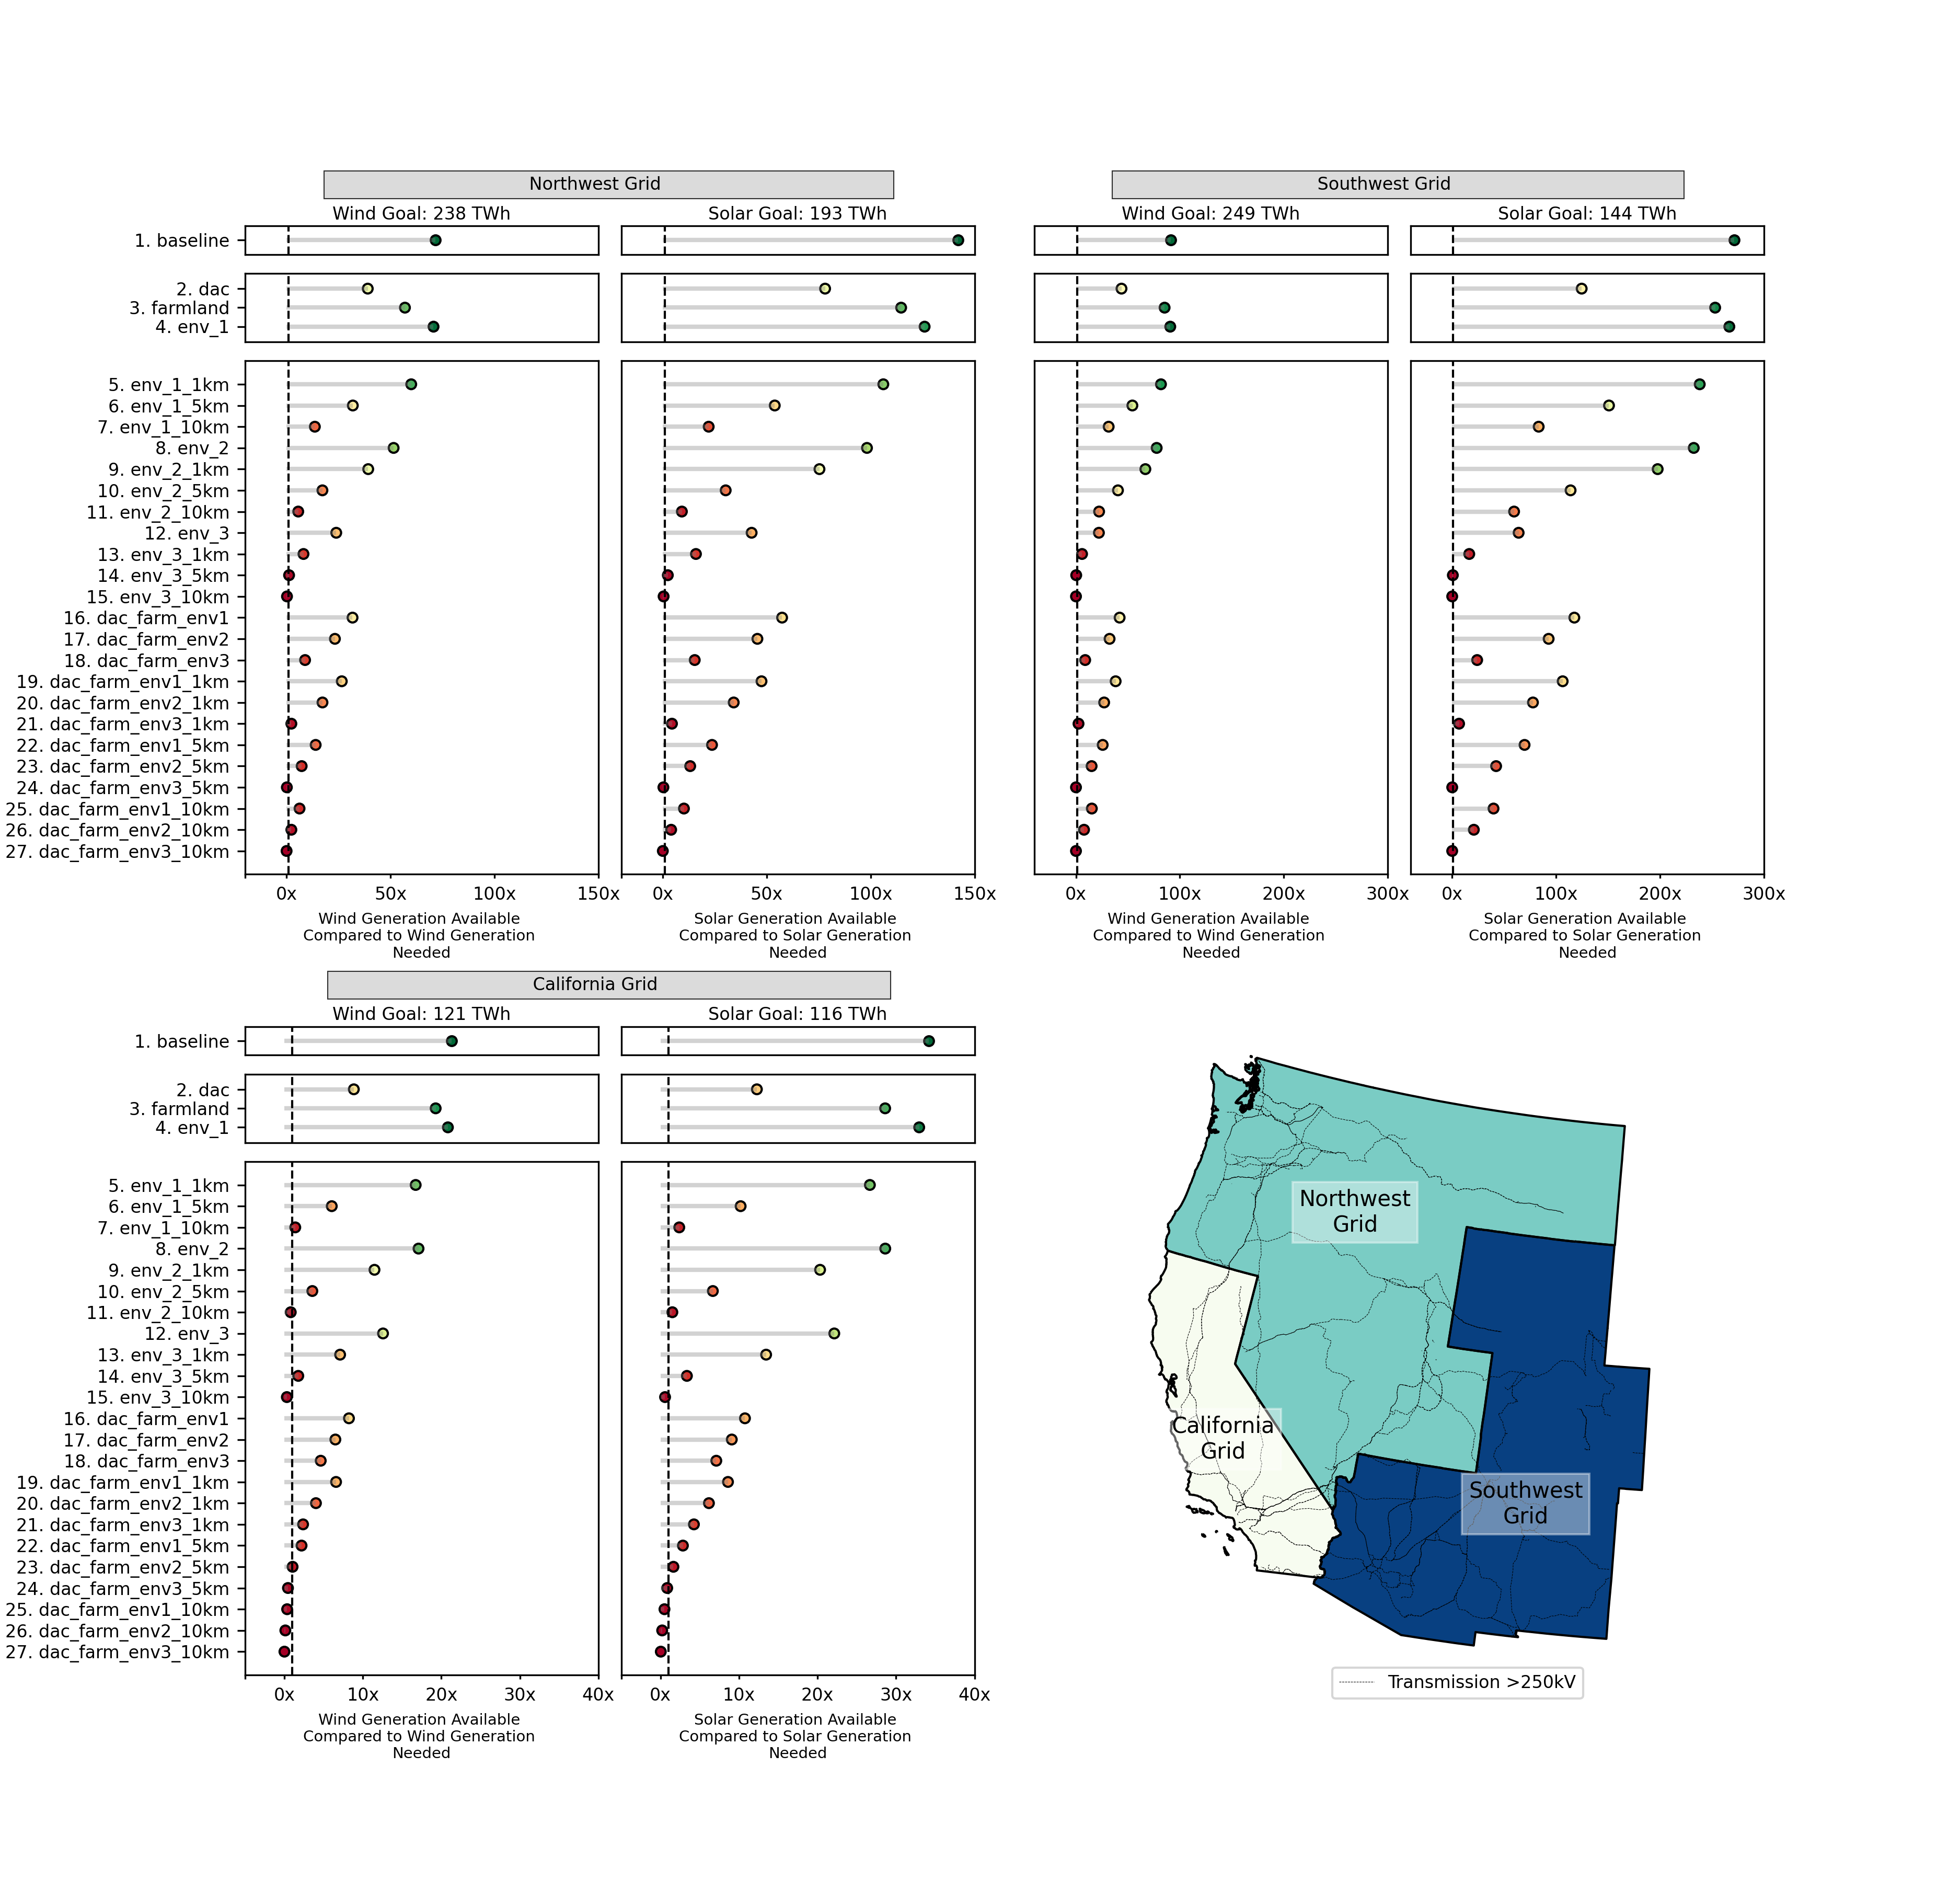 Northwest Grid
Wind Goal: 238 TWh
Solar Goal: 193 TWh
1. baseline
2. dac
3. farmland
4. env_1
5. env_1_1km
6. env_1_5km
7. env_1_10km
8. env_2
9. env_2_1km
10. env_2_5km
11. env_2_10km
12. env_3
13. env_3_1km
14. env_3_5km
15. env_3_10km
16. dac_farm_env1
17. dac_farm_env2
18. dac_farm_env3
19. dac_farm_env1_1km
20. dac_farm_env2_1km
21. dac_farm_env3_1km
22. dac_farm_env1_5km
23. dac_farm_env2_5km
24. dac_farm_env3_5km
25. dac_farm_env1_10km
26. dac_farm_env2_10km
27. dac_farm_env3_10km
0x 50x 100x 150x
Wind Generation Available
Compared to Wind Generation
Needed
0x 50x 100x 150x
Solar Generation Available
Compared to Solar Generation
Needed
Southwest Grid
Wind Goal: 249 TWh
Solar Goal: 144 TWh
0x 100x 200x 300x
Wind Generation Available
Compared to Wind Generation
Needed
0x 100x 200x 300x
Solar Generation Available
Compared to Solar Generation
Needed
California Grid
Wind Goal: 121 TWh
Solar Goal: 116 TWh
1. baseline
2. dac
3. farmland
4. env_1
5. env_1_1km
6. env_1_5km
7. env_1_10km
8. env_2
9. env_2_1km
10. env_2_5km
11. env_2_10km
12. env_3
13. env_3_1km
14. env_3_5km
15. env_3_10km
16. dac_farm_env1
17. dac_farm_env2
18. dac_farm_env3
19. dac_farm_env1_1km
20. dac_farm_env2_1km
21. dac_farm_env3_1km
22. dac_farm_env1_5km
23. dac_farm_env2_5km
24. dac_farm_env3_5km
25. dac_farm_env1_10km
26. dac_farm_env2_10km
27. dac_farm_env3_10km
0x 10x 20x 30x 40x
Wind Generation Available
Compared to Wind Generation
Needed
0x 10x 20x 30x 40x
Solar Generation Available
Compared to Solar Generation
Needed
Northwest
Grid
California
Grid
Southwest
Grid
Transmission >250kV